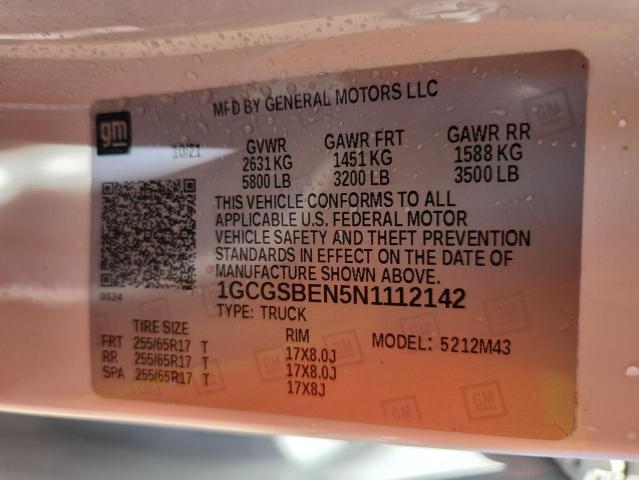 MFD BY GENERAL MOTORS LLC
gm
10/21 GVWR GAWR FRT GAWR RR
2631 KG 1451 KG 1588 KG
5800 LB 3200 LB 3500 LB
THIS VEHICLE CONFORMS TO ALL
APPLICABLE U.S. FEDERAL MOTOR
VEHICLE SAFETY AND THEFT PREVENTION
STANDARDS IN EFFECT ON THE DATE OF
MANUFACTURE SHOWN ABOVE.
8624
1GCGSBEN5N1112142
TYPE: TRUCK
TIRE SIZE RIM MODEL: 5212M43
FRT 255/65R17 T 17X8.0J
RR 255/65R17 T 17X8.0J
SPA 255/65R17 T 17X8J